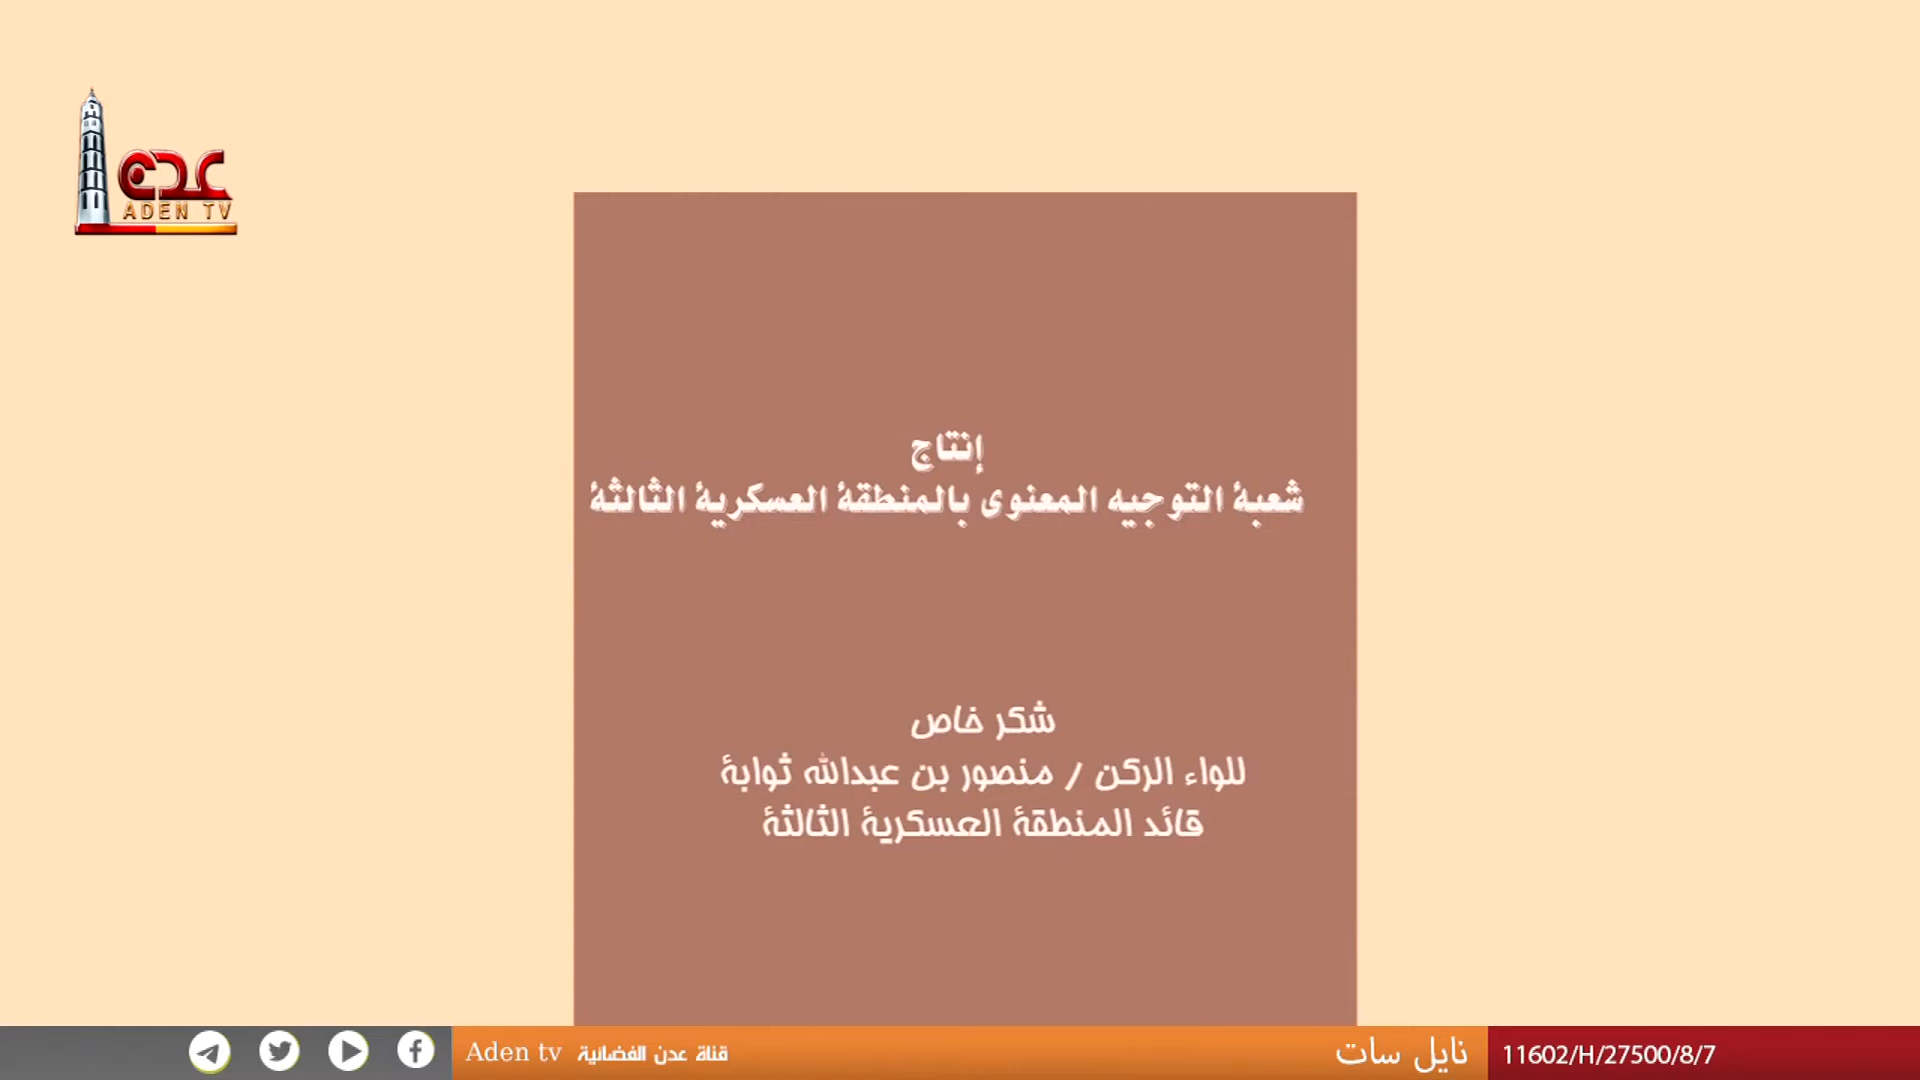 عدن
ADEN TV
إنتاج
شعبة التوجيه المعنوى بالمنطقة العسكرية الثالثة
شكر خاص
للواء الركن / منصور بن عبدالله ثوابة
قائد المنطقة العسكرية الثالثة
Aden tv قناة عدن الفضائية
نايل سات
11602/H/27500/8/7